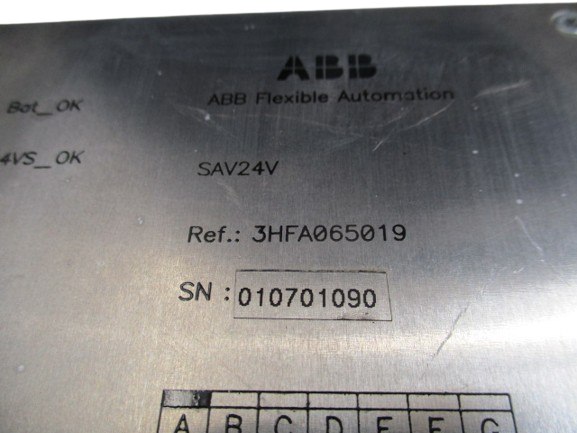 ABB
ABB Flexible Automation
Bat_OK
4VS_OK
SAV24V
Ref.: 3HFA065019
SN : 010701090
A B C D E F G